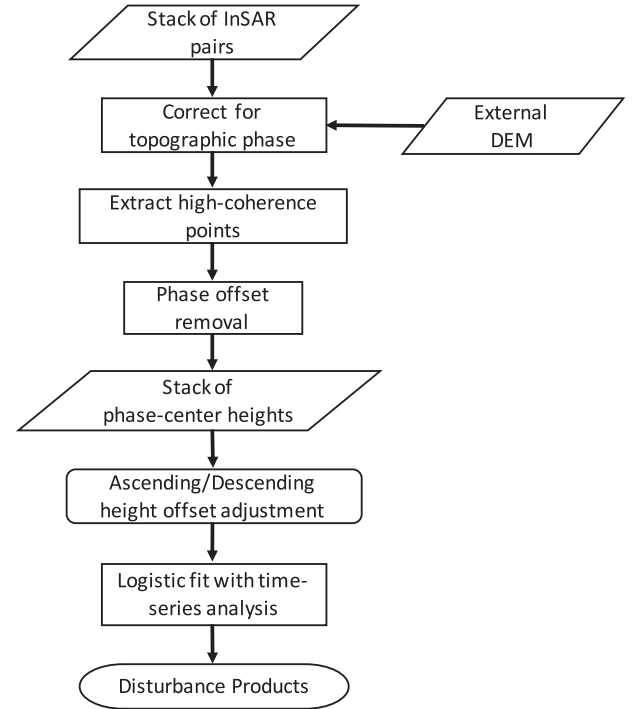 Stack of InSAR
pairs
Correct for
topographic phase
External
DEM
Extract high-coherence
points
Phase offset
removal
Stack of
phase-center heights
Ascending/Descending
height offset adjustment
Logistic fit with time-
series analysis
Disturbance Products